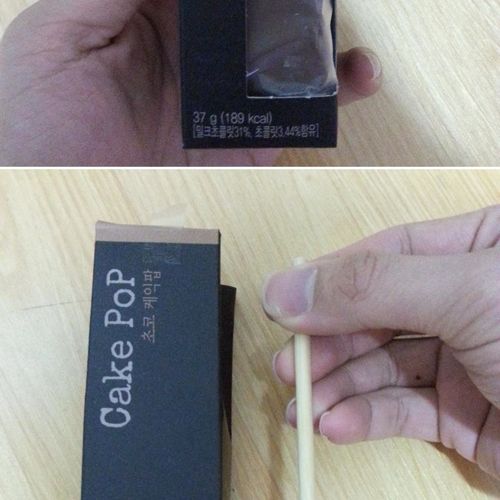 37 g (189 kcal)
[밀크초콜릿31%, 초콜릿3.44%함유]
Cake PoP
초코 케익팝